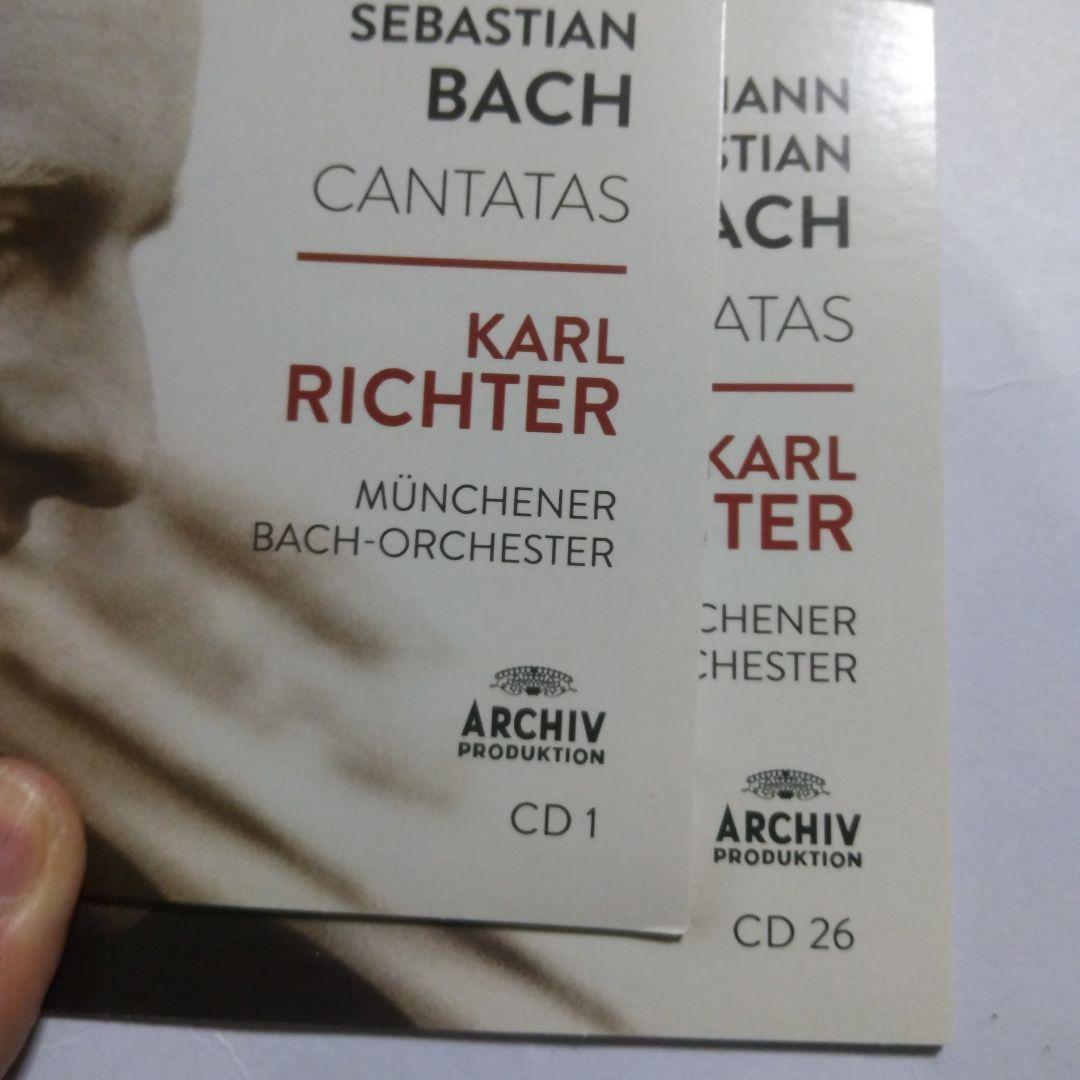 SEBASTIAN
BACH
CANTATAS
KARL
RICHTER
MÜNCHENER
BACH-ORCHESTER
ARCHIV
PRODUKTION
CD 1
MANN
STIAN
ACH
ATAS
KARL
TER
CHENER
CHESTER
ARCHIV
PRODUKTION
CD 26